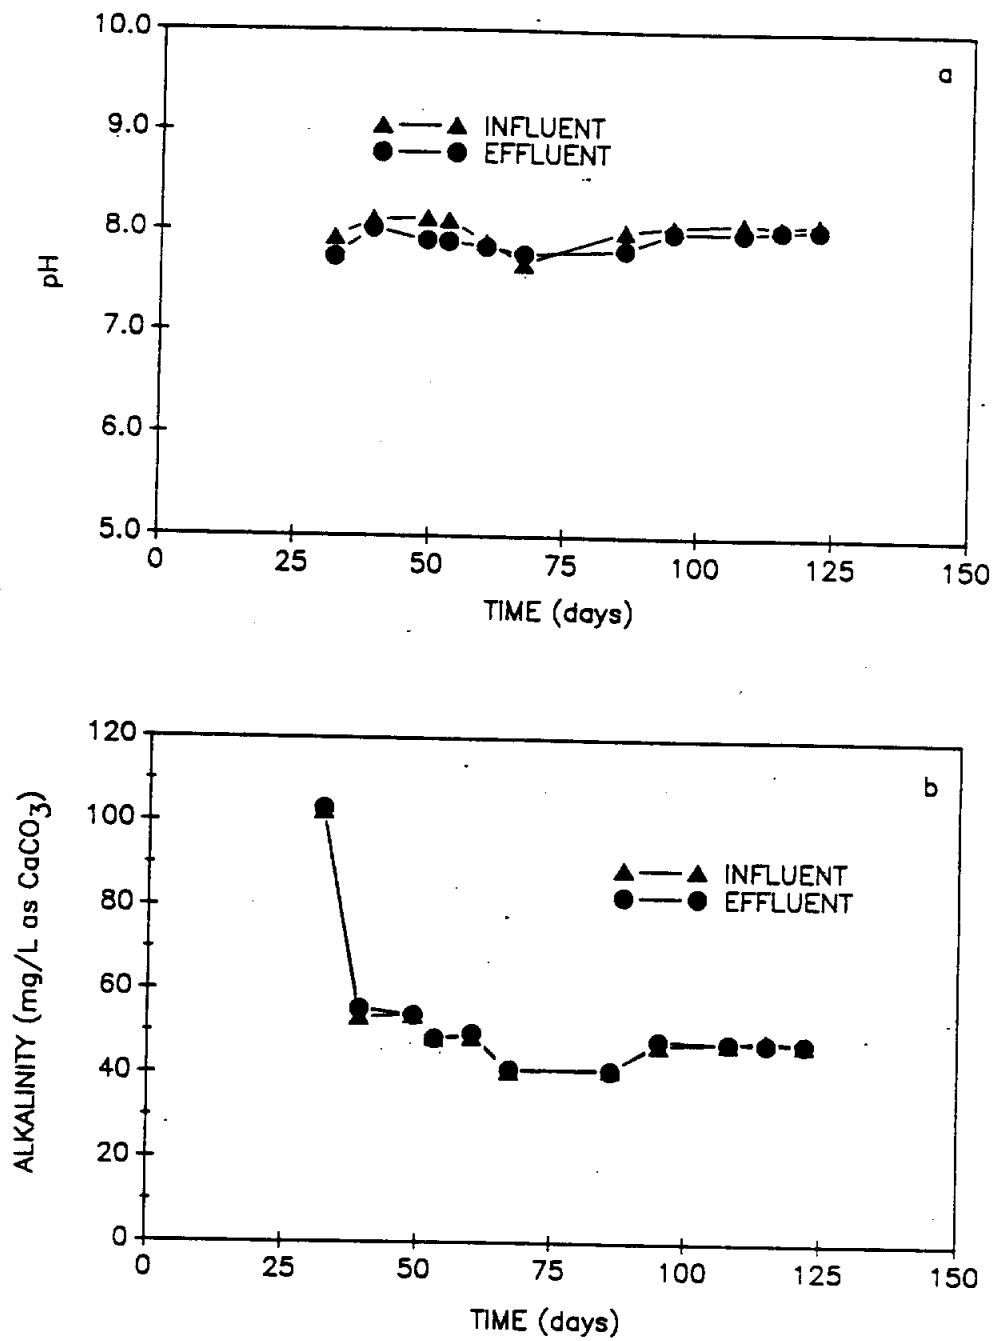 10.0
a
9.0
INFLUENT
EFFLUENT
8.0
pH
7.0
6.0
5.0
0 25 50 75 100 125 150
TIME (days)
120
b
100
INFLUENT
EFFLUENT
80
ALKALINITY (mg/L as CaCO3)
60
40
20
0
0 25 50 75 100 125 150
TIME (days)